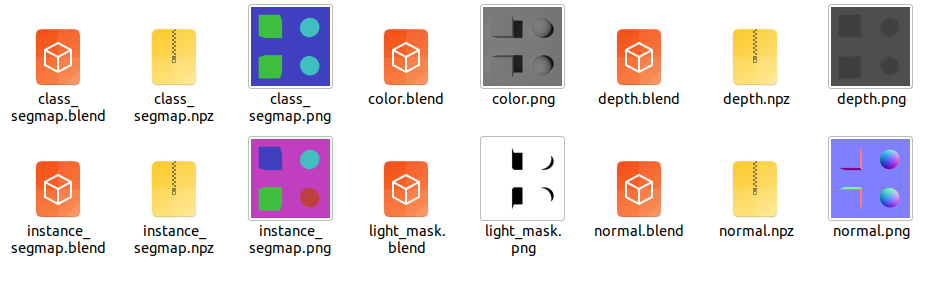 class_
segmap.blend
class_
segmap.npz
class_
segmap.png
color.blend
color.png
depth.blend
depth.npz
depth.png
instance_
segmap.blend
instance_
segmap.npz
instance_
segmap.png
light_mask.
blend
light_mask.
png
normal.blend
normal.npz
normal.png